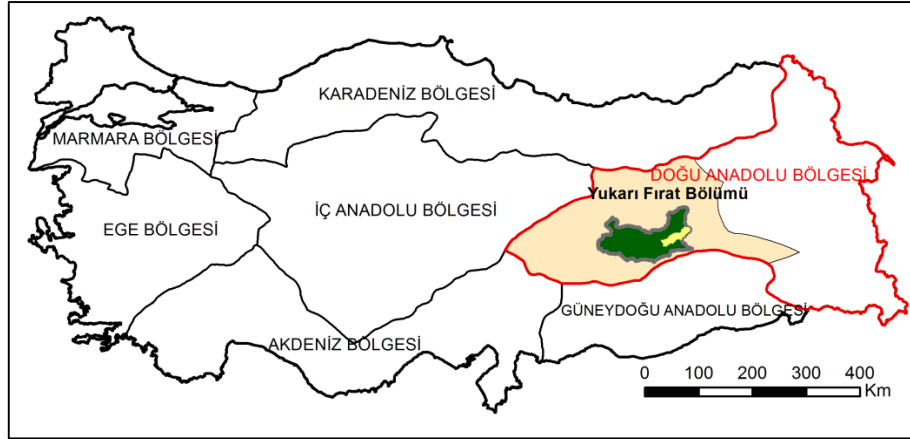 KARADENİZ BÖLGESİ
MARMARA BÖLGESİ
DOĞU ANADOLU BÖLGESİ
Yukarı Fırat Bölümü
İÇ ANADOLU BÖLGESİ
EGE BÖLGESİ
GÜNEYDOĞU ANADOLU BÖLGESİ
AKDENİZ BÖLGESİ
0 100 200 300 400
Km